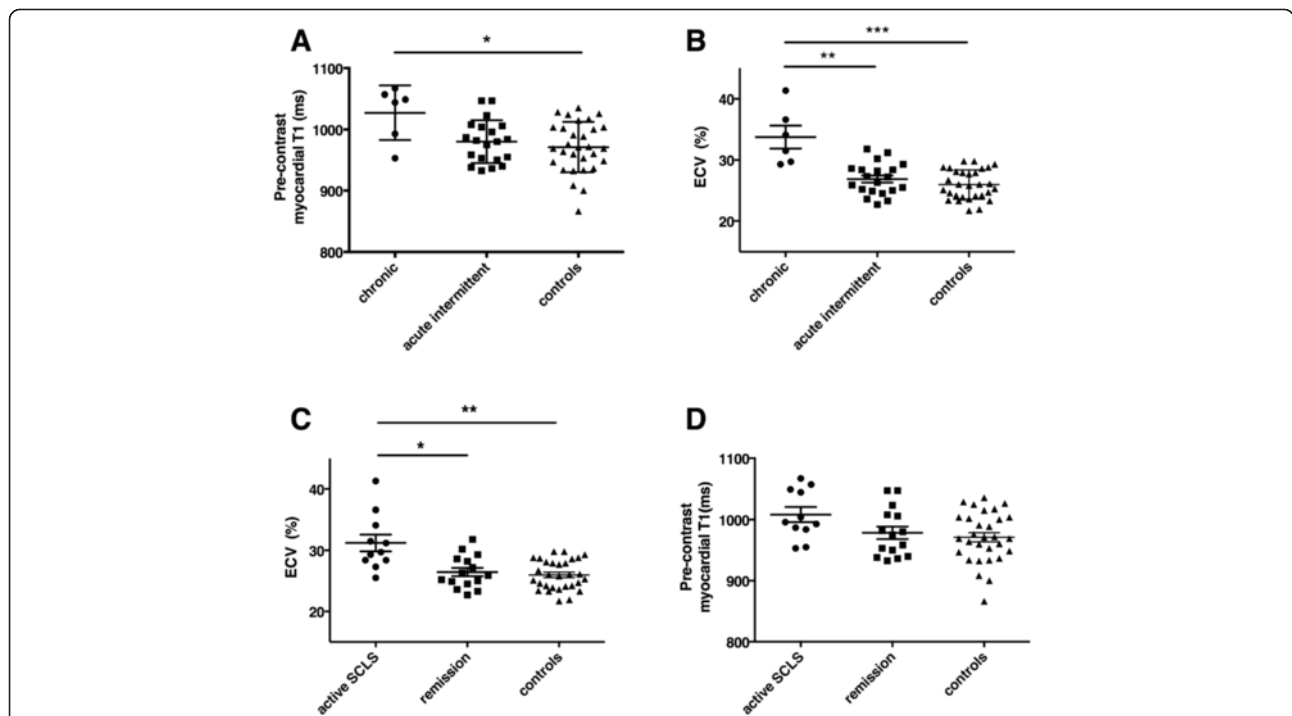 A
*
Pre-contrast
myocardial T1 (ms)
1100
1000
900
800
chronic
acute intermittent
controls
B
***
**
ECV (%)
40
30
20
chronic
acute intermittent
controls
C
**
*
ECV (%)
40
30
20
active SCLS
remission
controls
D
Pre-contrast
myocardial T1(ms)
1100
1000
900
800
active SCLS
remission
controls